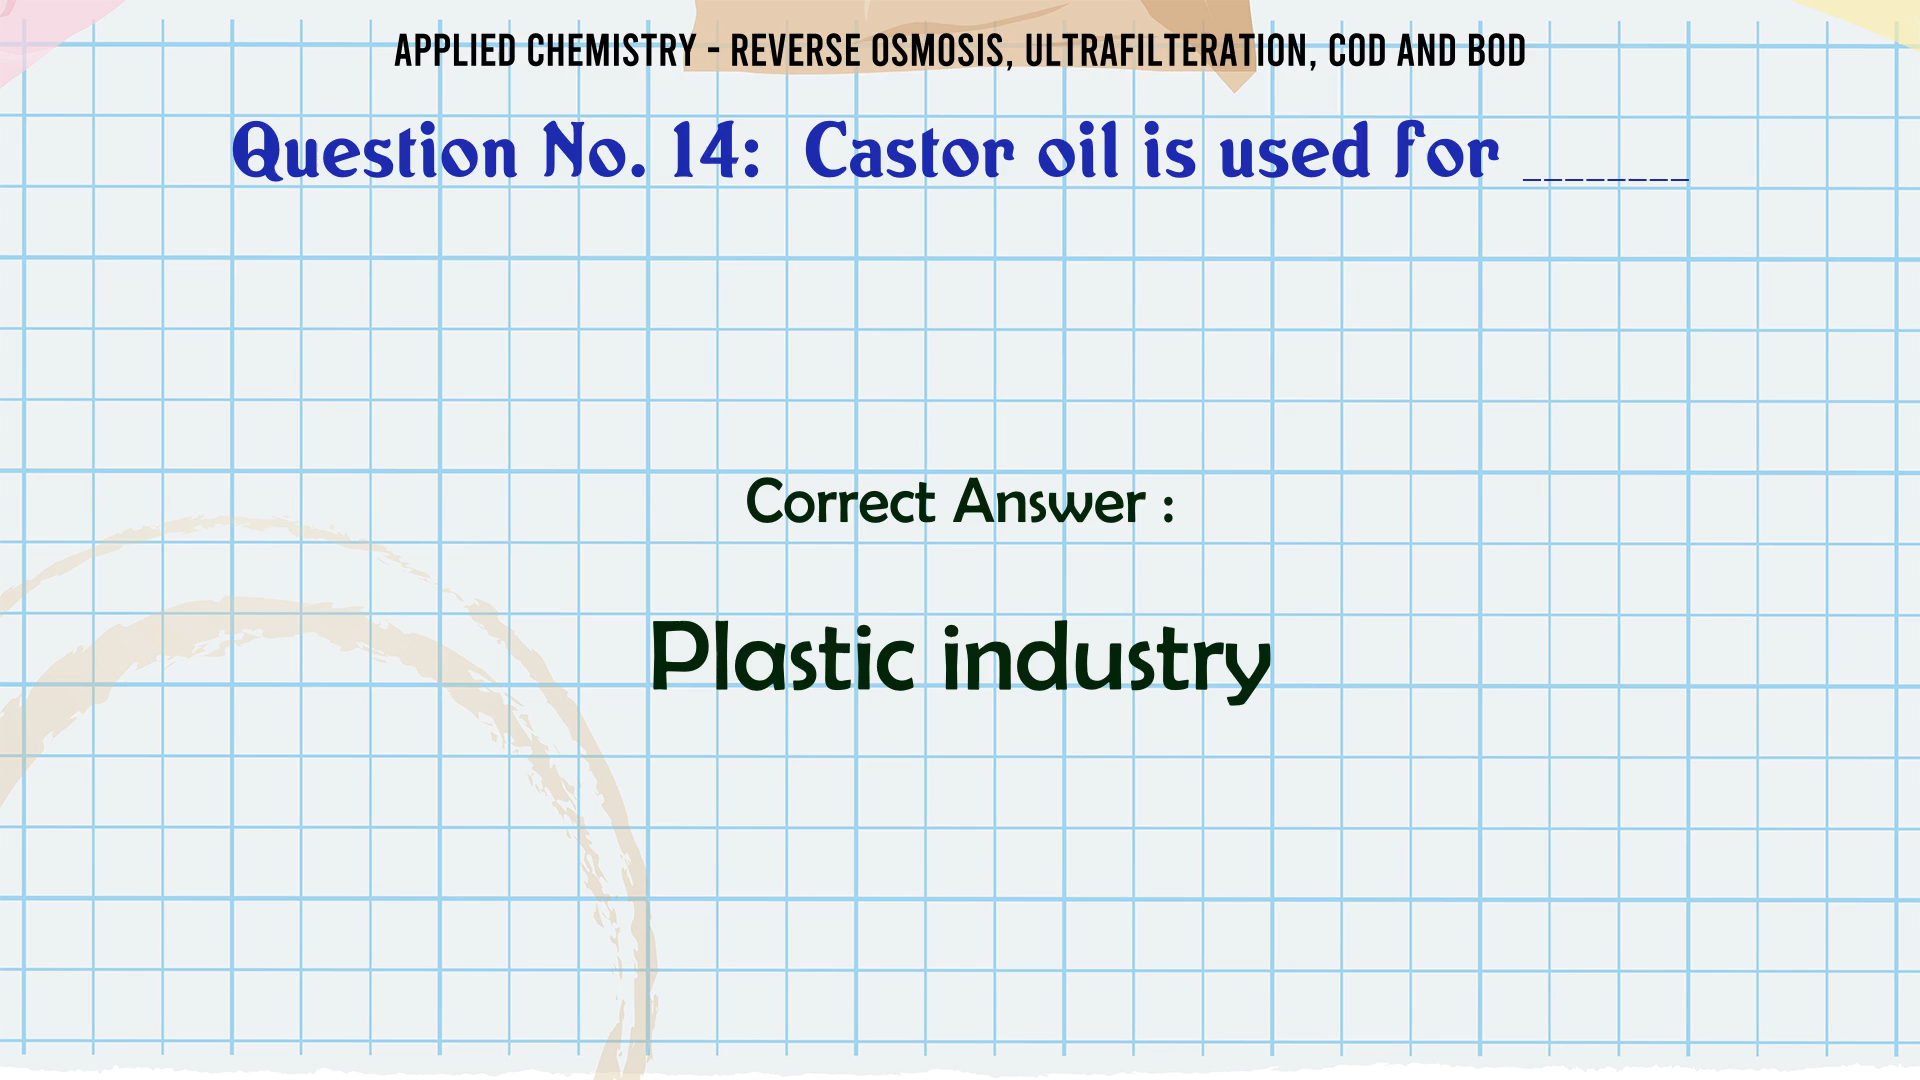 APPLIED CHEMISTRY - REVERSE OSMOSIS, ULTRAFILTERATION, COD AND BOD
Question No. 14: Castor oil is used for ________
Correct Answer :
Plastic industry